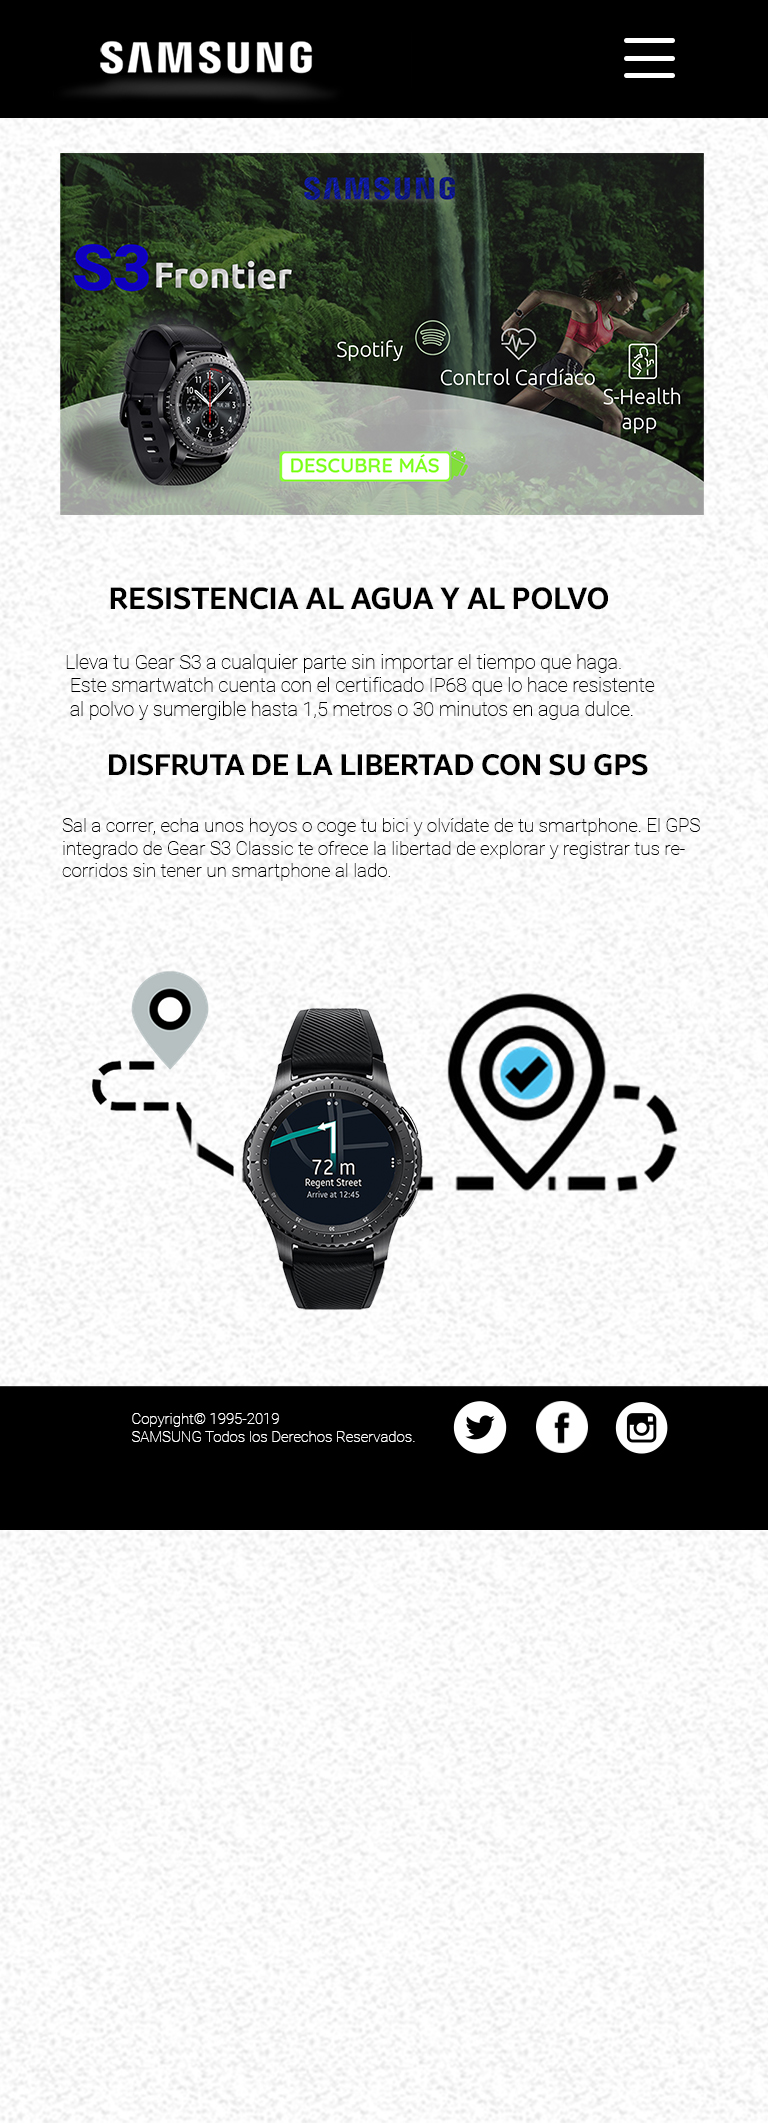 SAMSUNG
SAMSUNG
S3 Frontier
Spotify
Control Cardíaco
S-Health
app
DESCUBRE MÁS
RESISTENCIA AL AGUA Y AL POLVO
Lleva tu Gear S3 a cualquier parte sin importar el tiempo que haga.
Este smartwatch cuenta con el certificado IP68 que lo hace resistente
al polvo y sumergible hasta 1,5 metros o 30 minutos en agua dulce.
DISFRUTA DE LA LIBERTAD CON SU GPS
Sal a correr, echa unos hoyos o coge tu bici y olvídate de tu smartphone. El GPS
integrado de Gear S3 Classic te ofrece la libertad de explorar y registrar tus re-
corridos sin tener un smartphone al lado.
72 m
Regent Street
Arrive at 12:45
Copyright© 1995-2019
SAMSUNG Todos los Derechos Reservados.